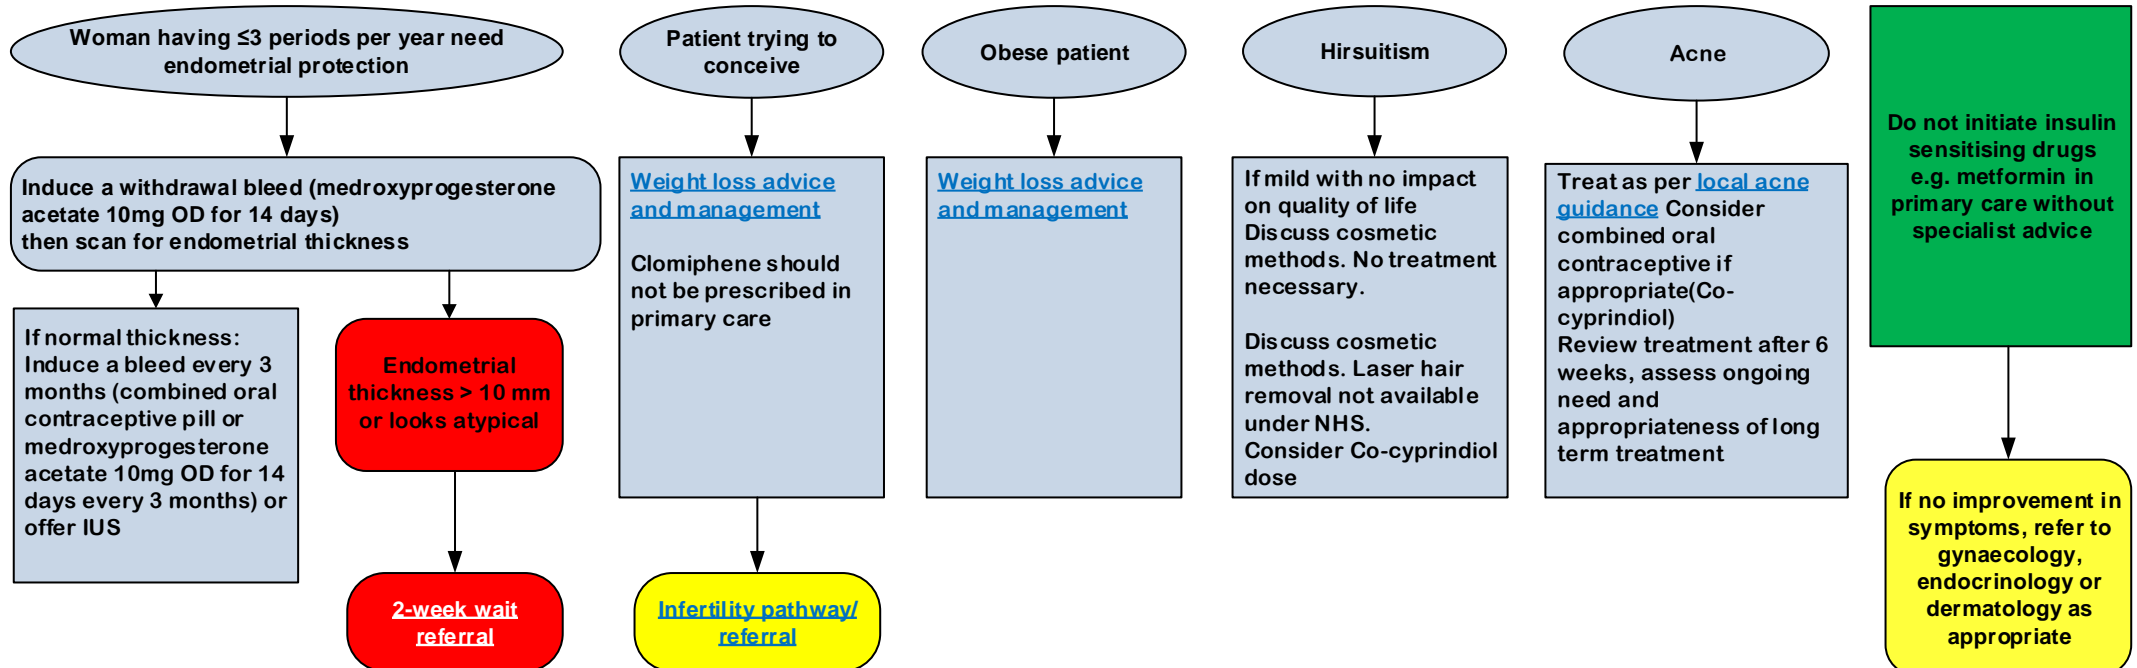 Woman having ≤3 periods per year need
endometrial protection
Induce a withdrawal bleed (medroxyprogesterone
acetate 10mg OD for 14 days)
then scan for endometrial thickness
If normal thickness:
Induce a bleed every 3
months (combined oral
contraceptive pill or
medroxyprogesterone
acetate 10mg OD for 14
days every 3 months) or
offer IUS
Endometrial
thickness > 10 mm
or looks atypical
2-week wait
referral
Patient trying to
conceive
Weight loss advice
and management
Clomiphene should
not be prescribed in
primary care
Infertility pathway/
referral
Obese patient
Weight loss advice
and management
Hirsuitism
If mild with no impact
on quality of life
Discuss cosmetic
methods. No treatment
necessary.
Discuss cosmetic
methods. Laser hair
removal not available
under NHS.
Consider Co-cyprindiol
dose
Acne
Treat as per local acne
guidance Consider
combined oral
contraceptive if
appropriate(Co-
cyprindiol)
Review treatment after 6
weeks, assess ongoing
need and
appropriateness of long
term treatment
Do not initiate insulin
sensitising drugs
e.g. metformin in
primary care without
specialist advice
If no improvement in
symptoms, refer to
gynaecology,
endocrinology or
dermatology as
appropriate